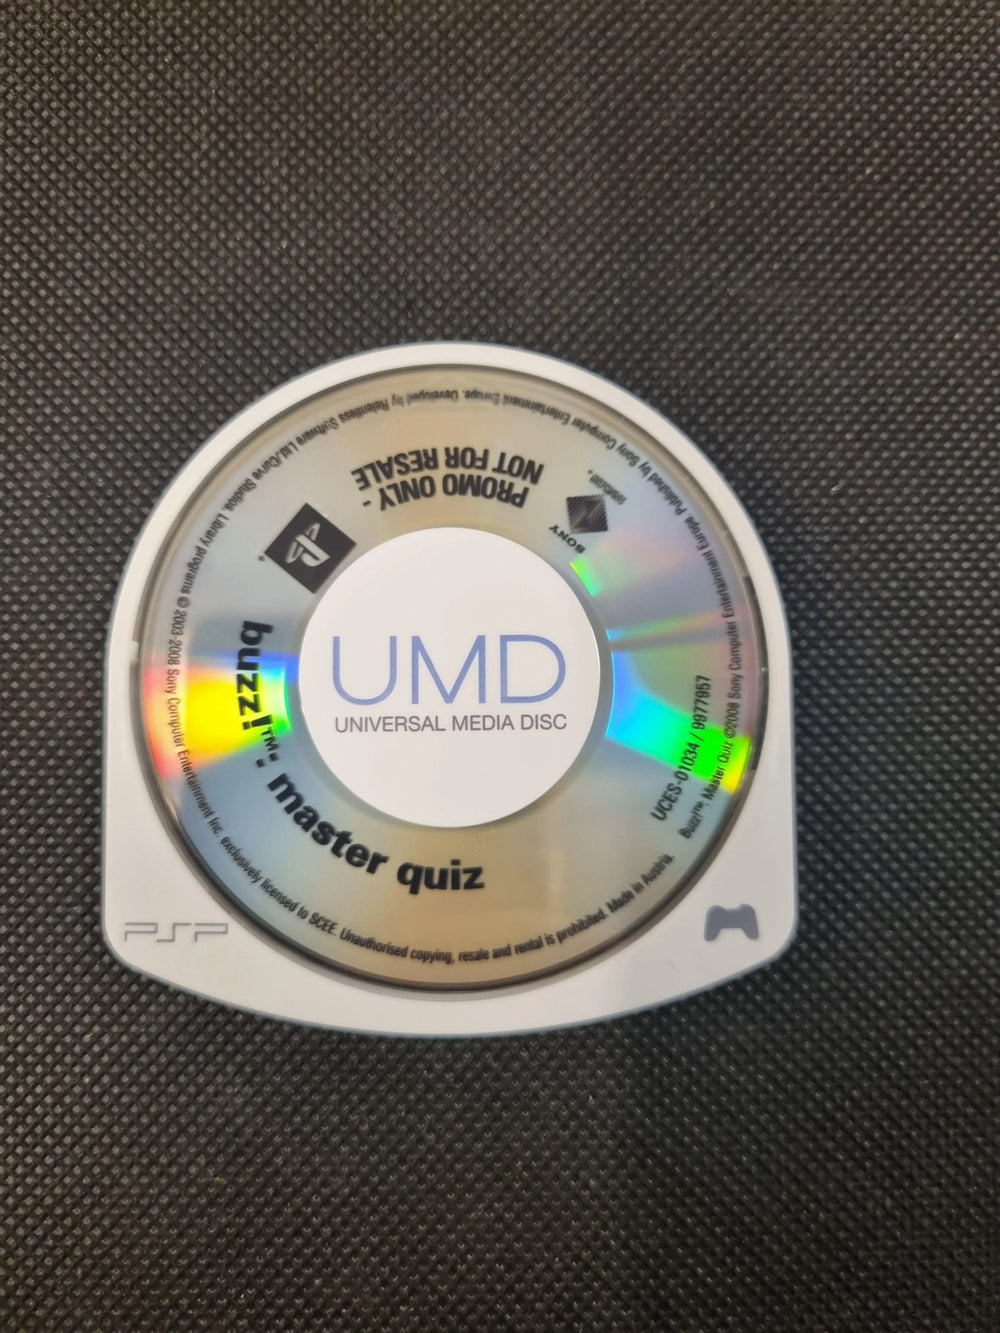 PROMO ONLY -
NOT FOR RESALE
SONY
UMD
UNIVERSAL MEDIA DISC
buzz!™: master quiz
UCES-01034 / 9977957
Buzz!™: Master Quiz ©2008 Sony Computer Entertainment Europe. Published by Sony Computer Entertainment Europe. Developed by Relentless Software Ltd./Curve Studios. Library programs © 2003-2008 Sony Computer Entertainment Inc. exclusively licensed to SCEE. Unauthorised copying, resale and rental is prohibited. Made in Austria.
PSP